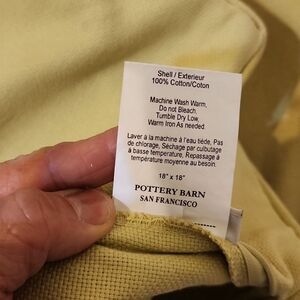 Shell / Exterieur
100% Cotton/Coton
Machine Wash Warm,
Do not Bleach
Tumble Dry Low,
Warm Iron As needed
Laver à la machine à l'eau tiède, Pas
de chlorage, Séchage par culbutage
à basse température, Repassage à
température moyenne au besoin.
18" x 18"
POTTERY BARN
SAN FRANCISCO